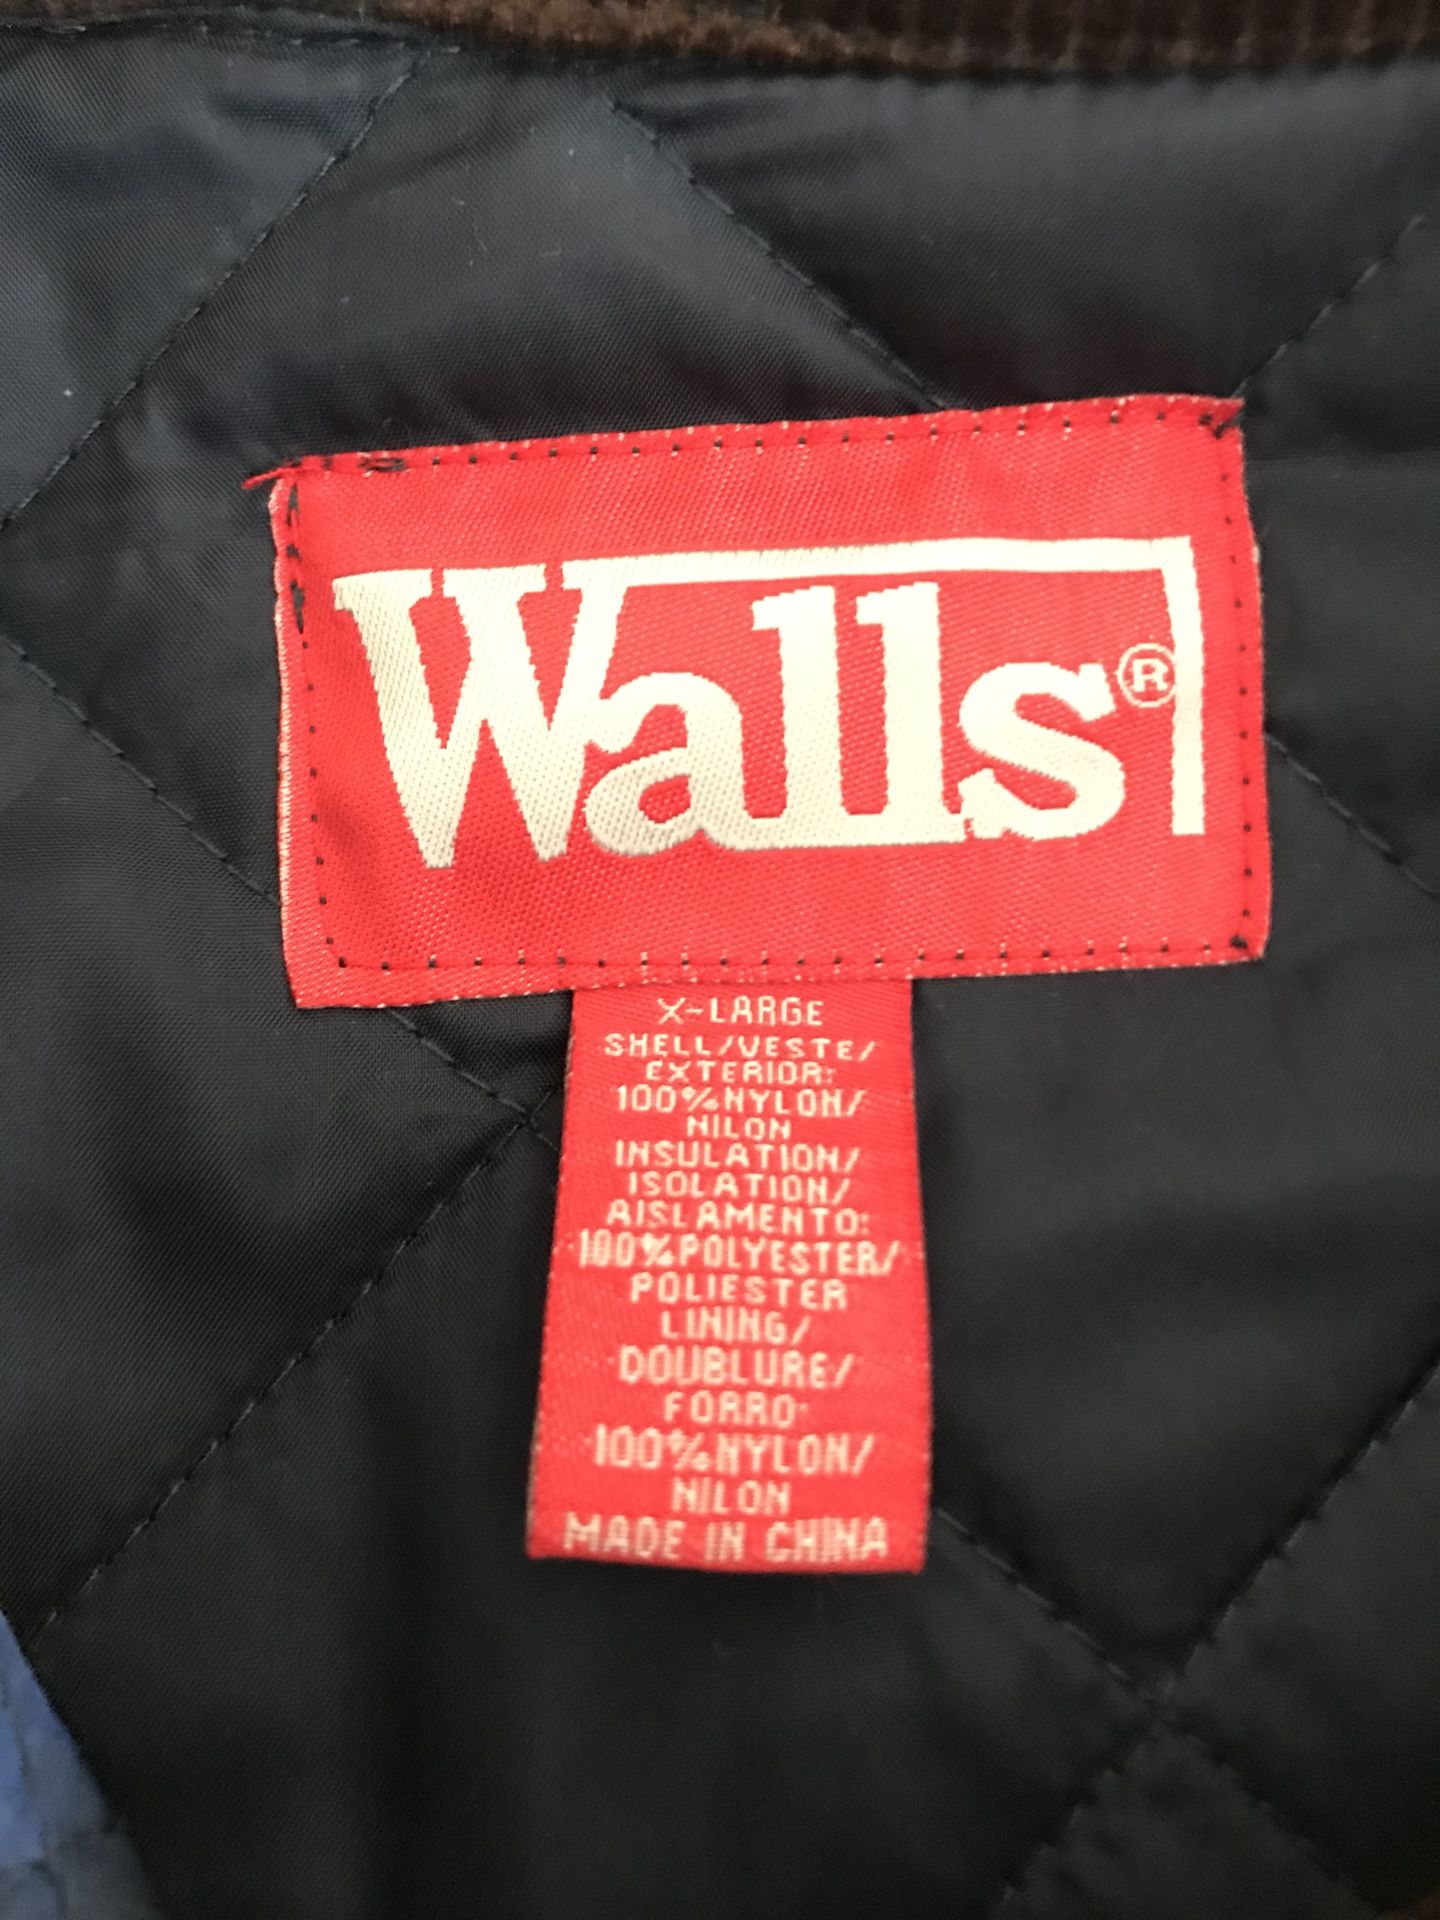 Walls®
X-LARGE
SHELL/VESTE/
EXTERIOR:
100%NYLON/
NILON
INSULATION/
ISOLATION/
AISLAMENTO:
100%POLYESTER/
POLIESTER
LINING/
DOUBLURE/
FORRO:
100%NYLON/
NILON
MADE IN CHINA